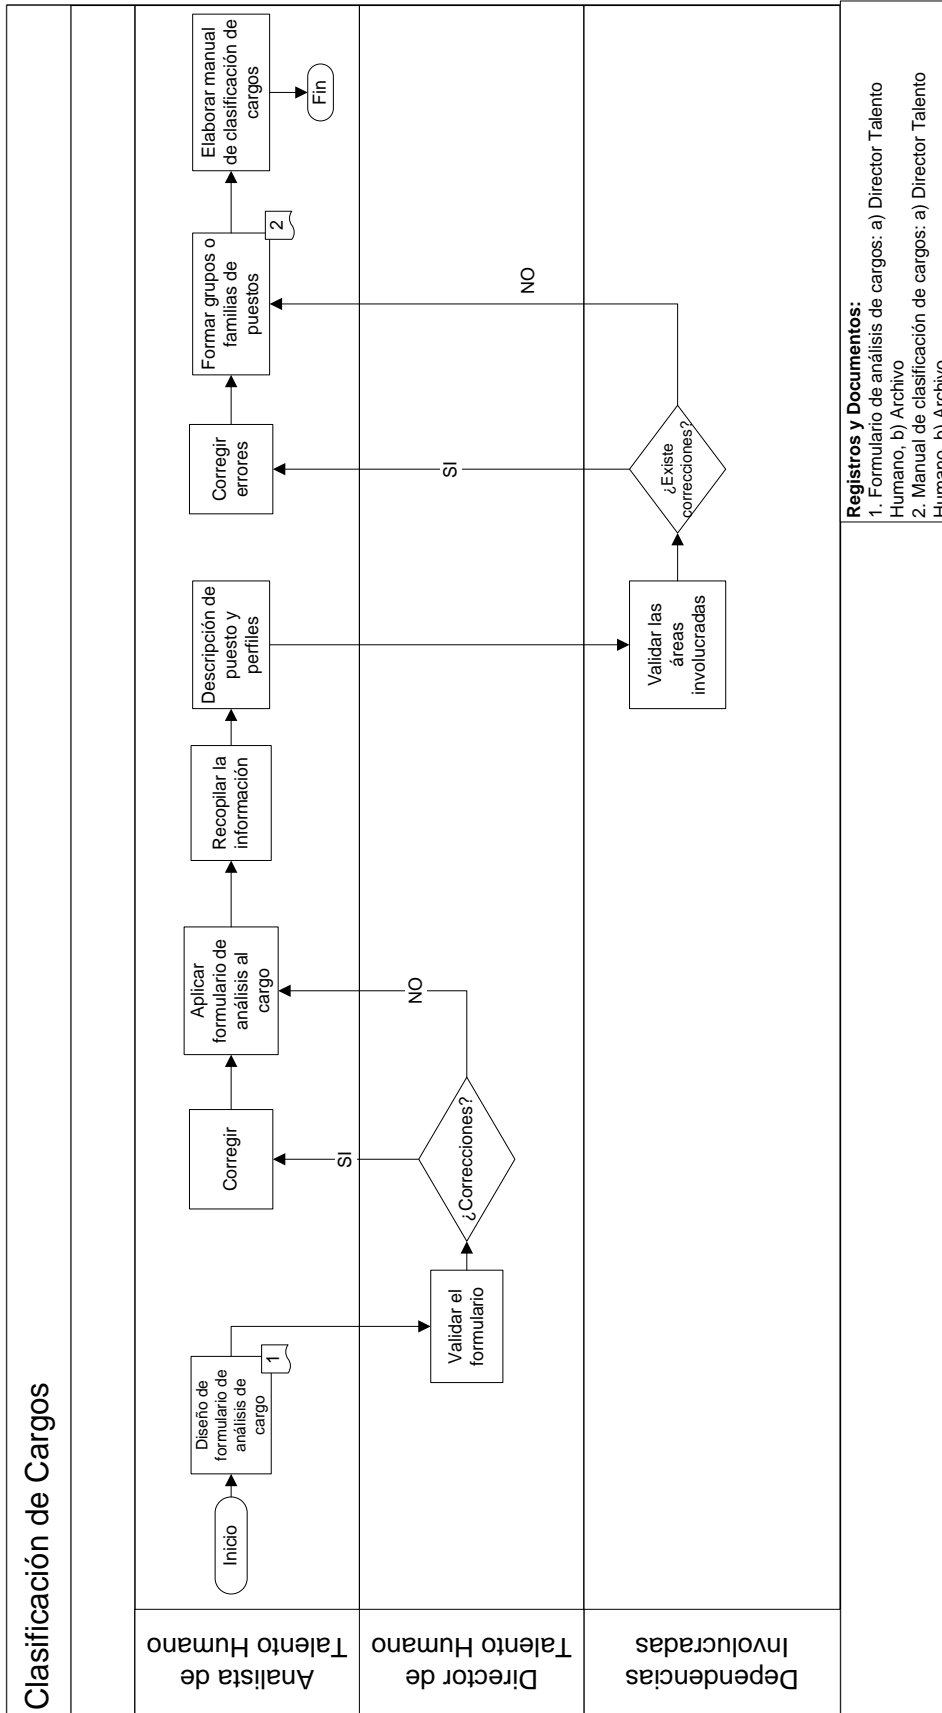 Clasificación de Cargos
Analista de
Talento Humano
Inicio
Diseño de
formulario de
análisis de
cargo
1
Corregir
Aplicar
formulario de
análisis al
cargo
Recopilar la
información
Descripción de
puesto y
perfiles
Corregir
errores
Formar grupos o
familias de
puestos
2
Elaborar manual
de clasificación de
cargos
Fin
Director de
Talento Humano
Validar el
formulario
¿Correcciones?
SI
NO
Dependencias
Involucradas
Validar las
áreas
involucradas
¿Existe
correcciones?
SI
NO
Registros y Documentos:
1. Formulario de análisis de cargos: a) Director Talento
Humano, b) Archivo
2. Manual de clasificación de cargos: a) Director Talento
Humano, b) Archivo